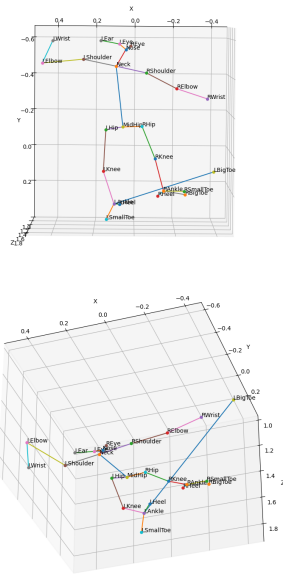 X
0.4 0.2 0.0 −0.2 −0.4
−0.6
LWrist
LEar
LEye
REye
Nose
LElbow
LShoulder
Neck
RShoulder
−0.4
RElbow
RWrist
−0.2
LHip
MidHip
RHip
Y
0.0
RKnee
LKnee
LBigToe
0.2
RAnkle
RSmallToe
RHeel
LSmallToe
Z
1.8
X
−0.4
−0.2
0.0
0.2
0.4
−0.6
−0.4
−0.2
Y
0.0
0.2
LBigToe
RWrist
1.0
RElbow
LElbow
REye
RShoulder
LEar
Neck
1.2
LWrist
LShoulder
RHip
LHip
MidHip
1.4
RKnee
RSmallToe
RBigToe
RHeel
Z
LHeel
LKnee
LAnkle
1.6
LSmallToe
1.8